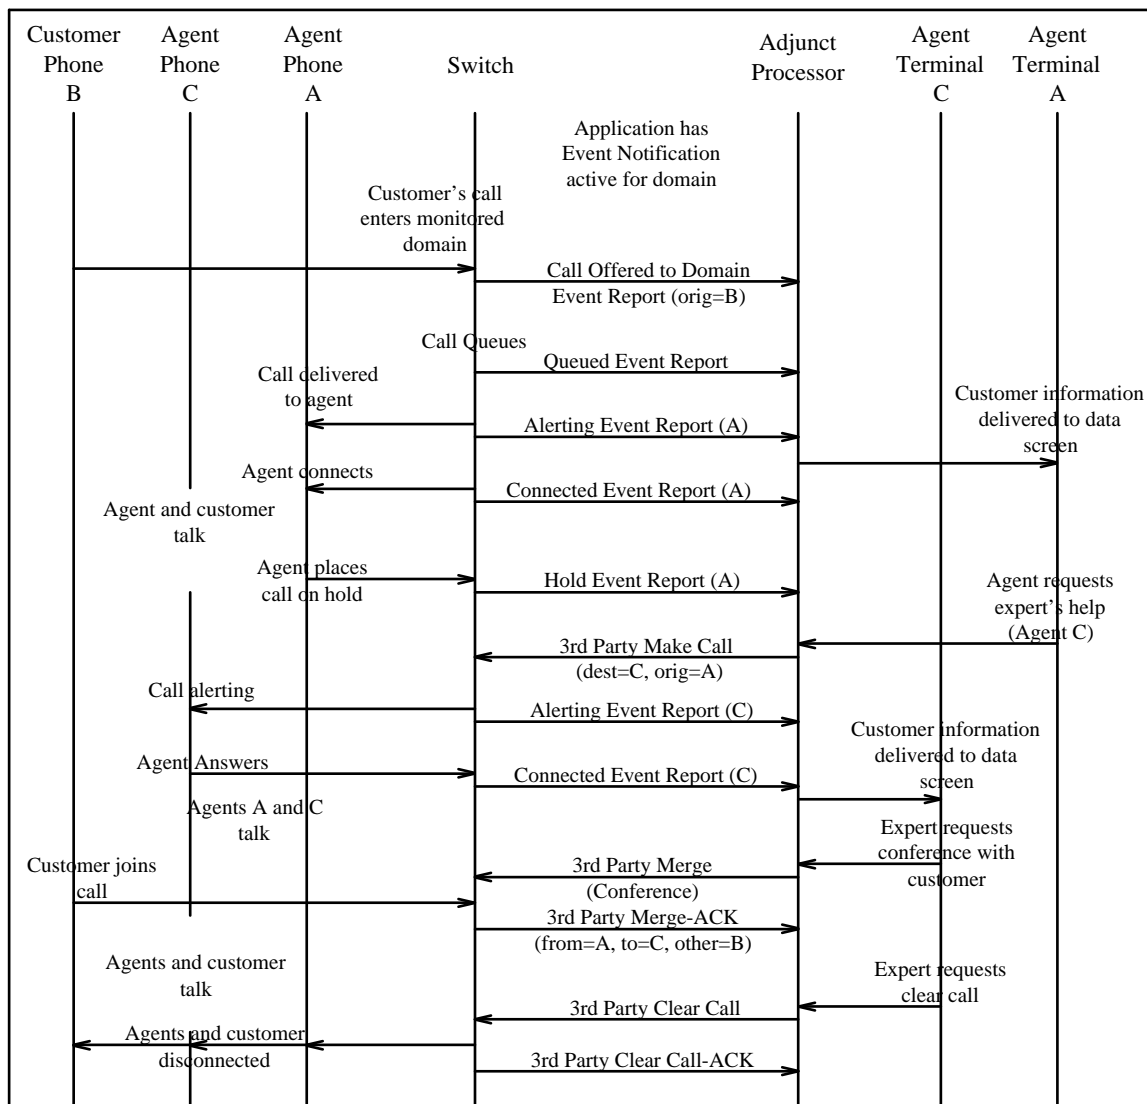 Customer
Phone
B
Agent
Phone
C
Agent
Phone
A
Switch
Adjunct
Processor
Agent
Terminal
C
Agent
Terminal
A
Application has
Event Notification
active for domain
Customer’s call
enters monitored
domain
Call Offered to Domain
Event Report (orig=B)
Call Queues
Queued Event Report
Call delivered
to agent
Alerting Event Report (A)
Customer information
delivered to data
screen
Agent connects
Connected Event Report (A)
Agent and customer
talk
Agent places
call on hold
Hold Event Report (A)
Agent requests
expert’s help
(Agent C)
3rd Party Make Call
(dest=C, orig=A)
Call alerting
Alerting Event Report (C)
Customer information
delivered to data
screen
Agent Answers
Connected Event Report (C)
Agents A and C
talk
Expert requests
conference with
customer
3rd Party Merge
(Conference)
Customer joins
call
3rd Party Merge-ACK
(from=A, to=C, other=B)
Agents and customer
talk
Expert requests
clear call
3rd Party Clear Call
Agents and customer
disconnected
3rd Party Clear Call-ACK